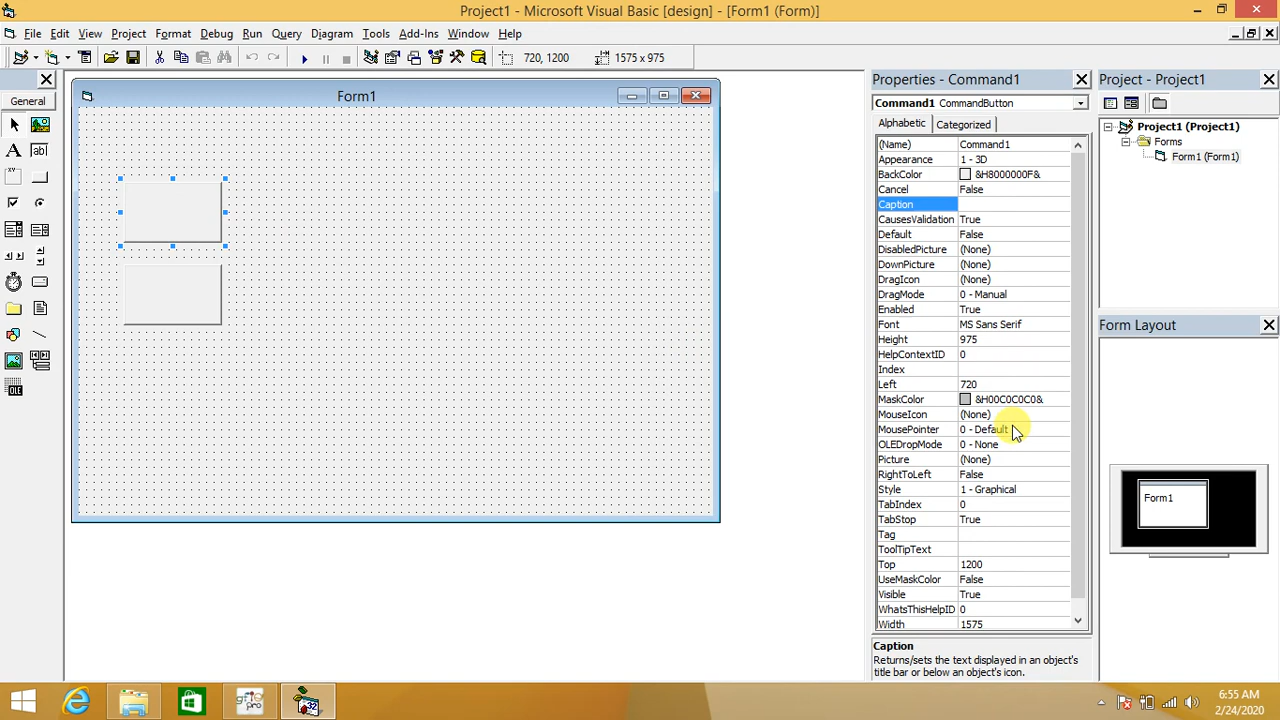 Project1 - Microsoft Visual Basic [design] - [Form1 (Form)]
File Edit View Project Format Debug Run Query Diagram Tools Add-Ins Window Help
720, 1200 1575 x 975
General
A ab|
xv
OLE
Form1
Properties - Command1
Command1 CommandButton
Alphabetic Categorized
(Name) Command1
Appearance 1 - 3D
BackColor &H8000000F&
Cancel False
Caption
CausesValidation True
Default False
DisabledPicture (None)
DownPicture (None)
DragIcon (None)
DragMode 0 - Manual
Enabled True
Font MS Sans Serif
Height 975
HelpContextID 0
Index
Left 720
MaskColor &H00C0C0C0&
MouseIcon (None)
MousePointer 0 - Default
OLEDropMode 0 - None
Picture (None)
RightToLeft False
Style 1 - Graphical
TabIndex 0
TabStop True
Tag
ToolTipText
Top 1200
UseMaskColor False
Visible True
WhatsThisHelpID 0
Width 1575
Caption
Returns/sets the text displayed in an object's
title bar or below an object's icon.
Project - Project1
Project1 (Project1)
Forms
Form1 (Form1)
Form Layout
Form1
32
6:55 AM
2/24/2020